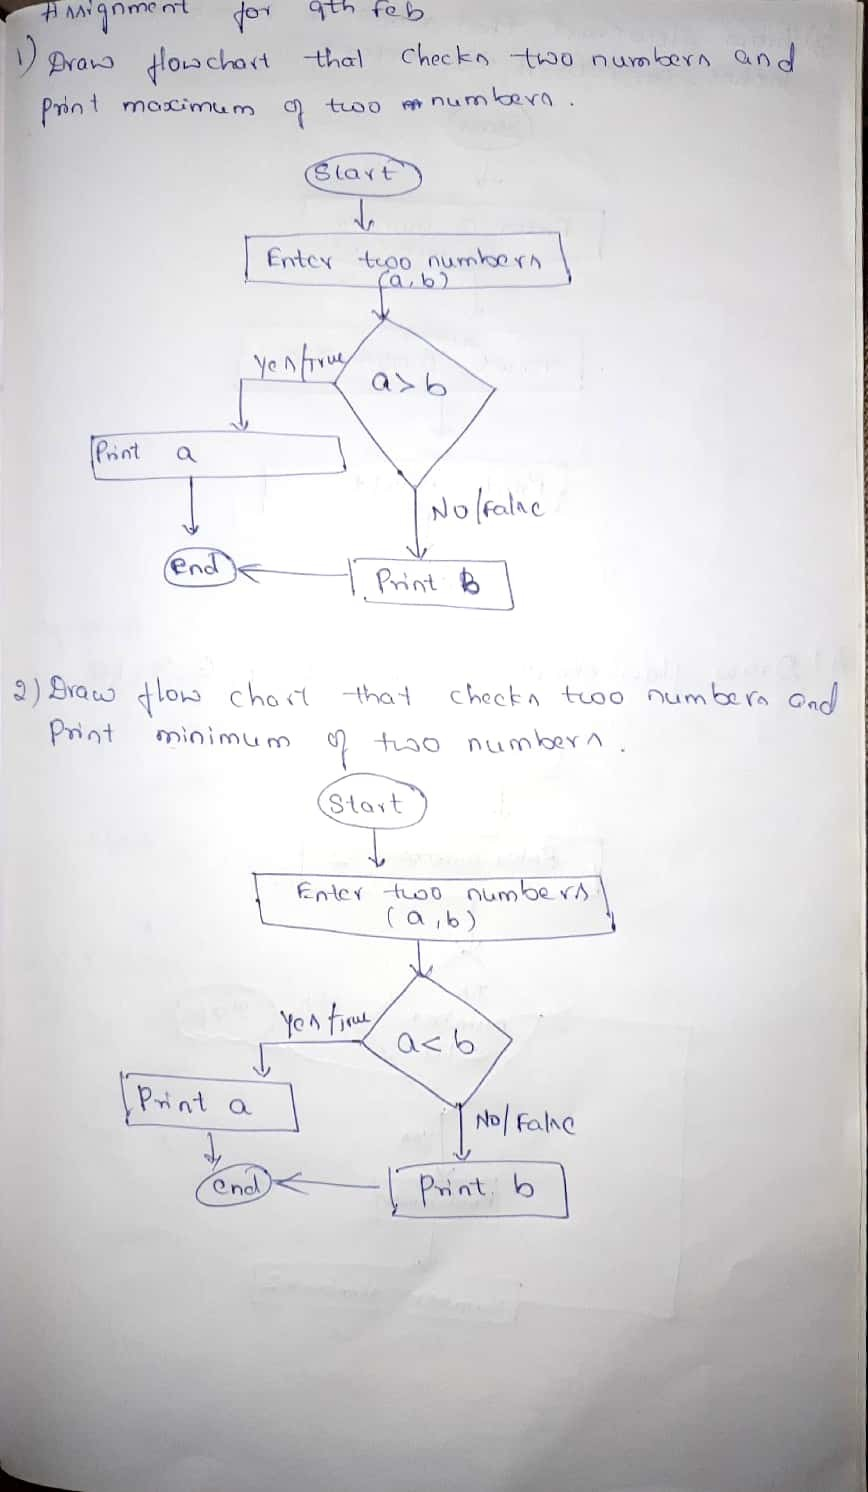 Assignment for 9th feb
1) Draw flowchart that checks two numbers and
Print maximum of two numbers.
Start
Enter two numbers
(a,b)
Yes/true
a>b
Print a
No/False
end
Print B
2) Draw flow chart that checks two numbers and
Print minimum of two numbers.
Start
Enter two numbers
(a,b)
Yes true
a<b
Print a
No/False
end
Print b